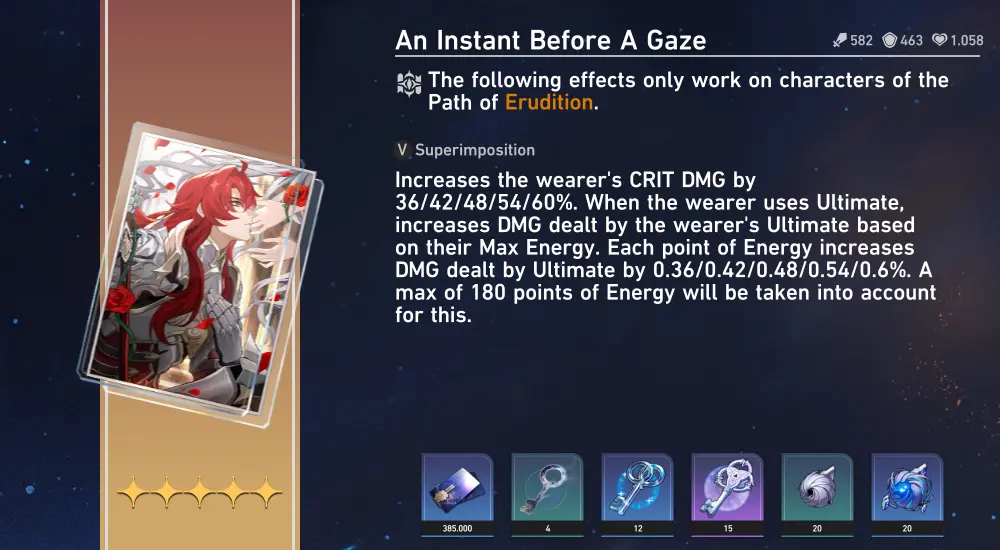 An Instant Before A Gaze
582 463 1.058
The following effects only work on characters of the
Path of Erudition.
V Superimposition
Increases the wearer's CRIT DMG by
36/42/48/54/60%. When the wearer uses Ultimate,
increases DMG dealt by the wearer's Ultimate based
on their Max Energy. Each point of Energy increases
DMG dealt by Ultimate by 0.36/0.42/0.48/0.54/0.6%. A
max of 180 points of Energy will be taken into account
for this.
385.000 4 12 15 20 20